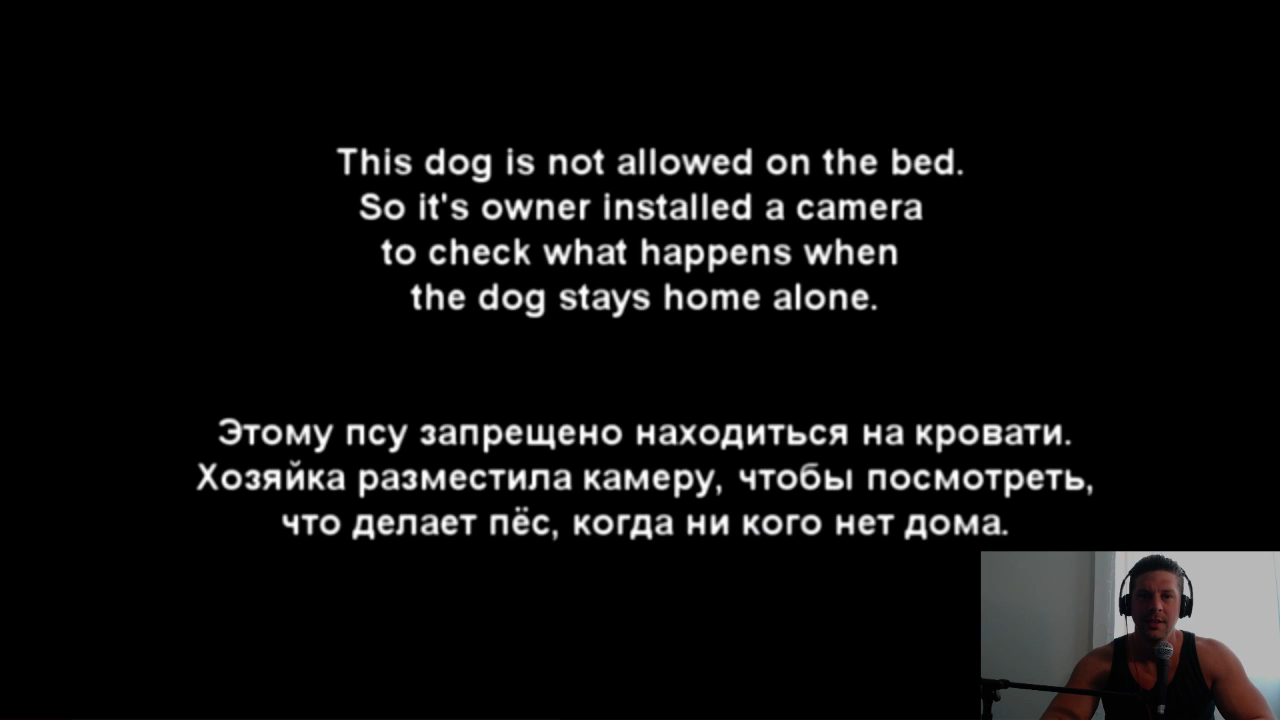 This dog is not allowed on the bed.
So it's owner installed a camera
to check what happens when
the dog stays home alone.
Этому псу запрещено находиться на кровати.
Хозяйка разместила камеру, чтобы посмотреть,
что делает пёс, когда ни кого нет дома.